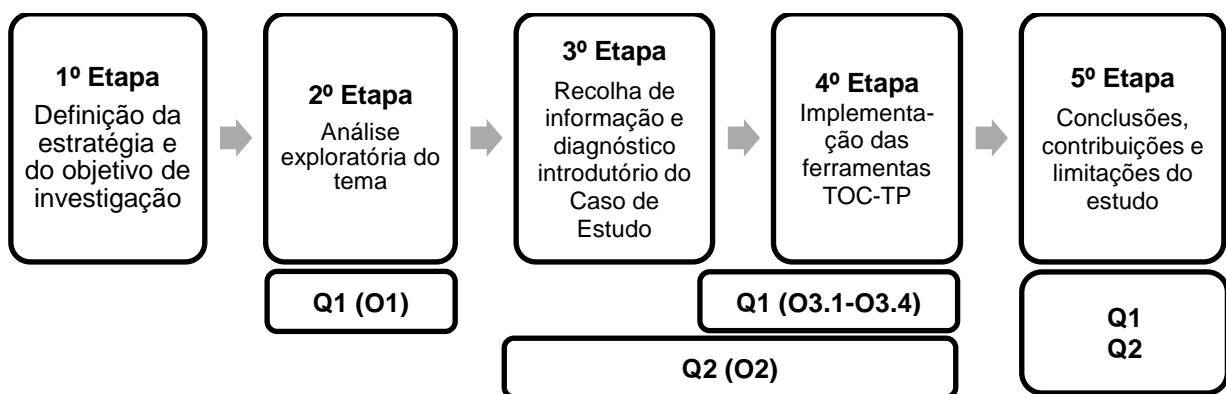 1º Etapa
Definição da
estratégia e
do objetivo de
investigação
2º Etapa
Análise
exploratória do
tema
3º Etapa
Recolha de
informação e
diagnóstico
introdutório do
Caso de
Estudo
4º Etapa
Implementa-
ção das
ferramentas
TOC-TP
5º Etapa
Conclusões,
contribuições e
limitações do
estudo
Q1 (O1)
Q1 (O3.1-O3.4)
Q2 (O2)
Q1
Q2